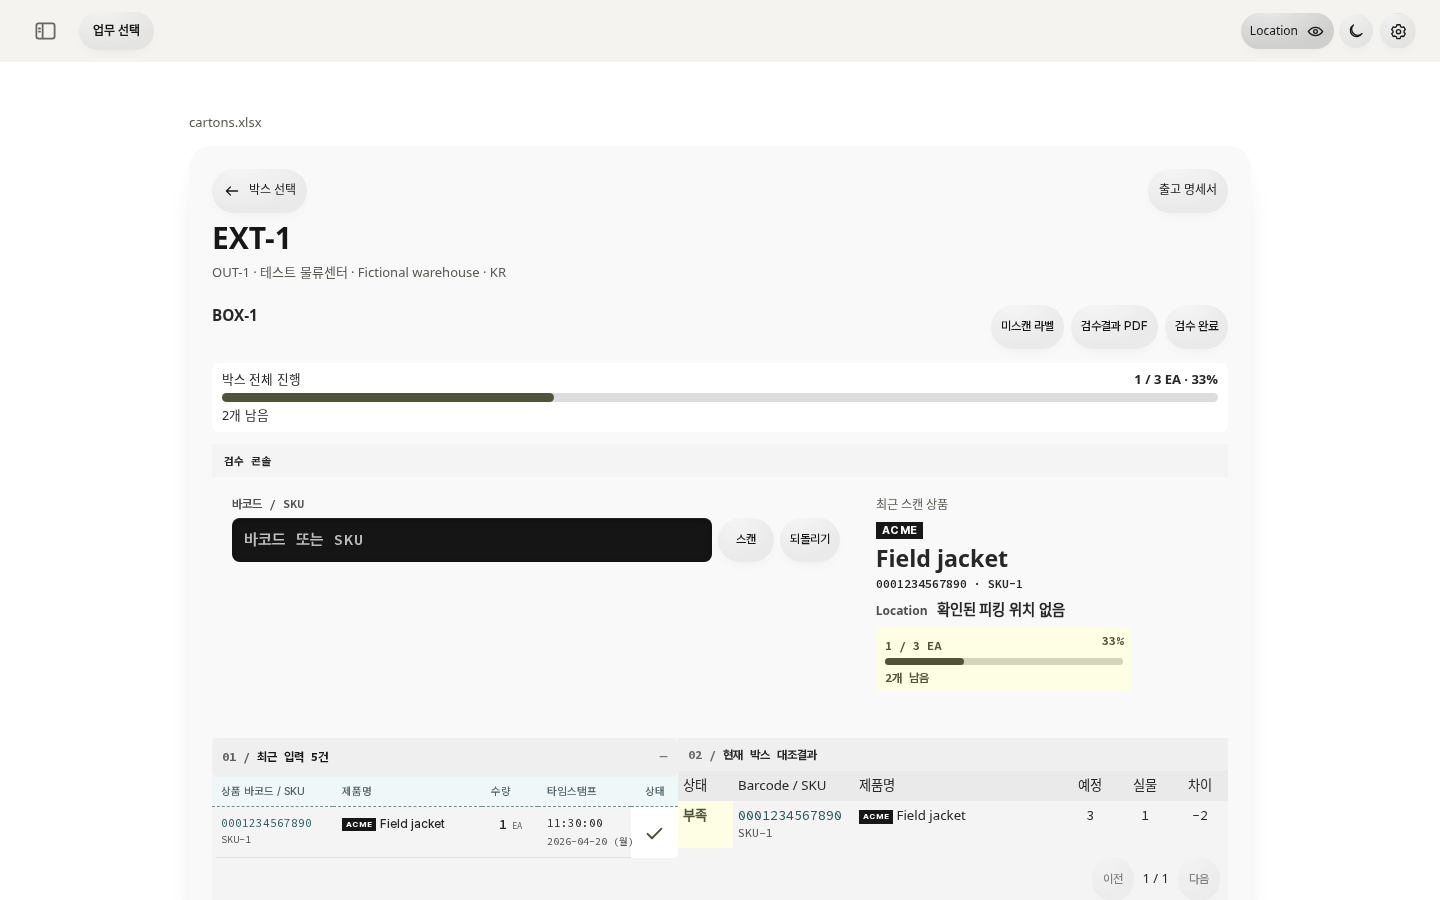 업무 선택
Location
cartons.xlsx
박스 선택
출고 명세서
EXT-1
OUT-1 · 테스트 물류센터 · Fictional warehouse · KR
BOX-1
미스캔 라벨
검수결과 PDF
검수 완료
박스 전체 진행
1 / 3 EA · 33%
2개 남음
검수 콘솔
바코드 / SKU
바코드 또는 SKU
스캔
되돌리기
최근 스캔 상품
ACME
Field jacket
0001234567890 · SKU-1
Location 확인된 피킹 위치 없음
1 / 3 EA
33%
2개 남음
01 / 최근 입력 5건
상품 바코드 / SKU 제품명 수량 타임스탬프 상태
0001234567890 ACME Field jacket 1 EA 11:30:00
SKU-1 2026-04-20 (월)
02 / 현재 박스 대조결과
상태 Barcode / SKU 제품명 예정 실물 차이
부족 0001234567890 ACME Field jacket 3 1 -2
SKU-1
이전 1 / 1 다음